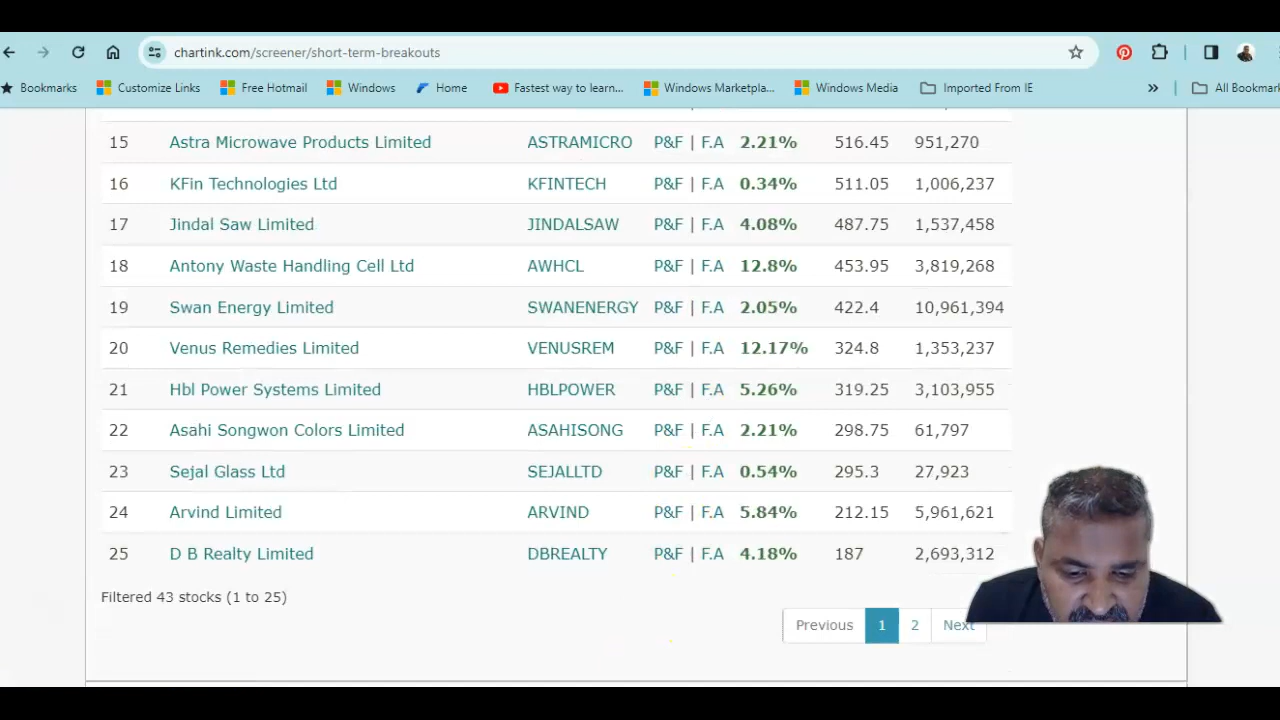 chartink.com/screener/short-term-breakouts
Bookmarks Customize Links Free Hotmail Windows Home Fastest way to learn... Windows Marketpla... Windows Media Imported From IE » All Bookmar
15 Astra Microwave Products Limited ASTRAMICRO P&F | F.A 2.21% 516.45 951,270
16 KFin Technologies Ltd KFINTECH P&F | F.A 0.34% 511.05 1,006,237
17 Jindal Saw Limited JINDALSAW P&F | F.A 4.08% 487.75 1,537,458
18 Antony Waste Handling Cell Ltd AWHCL P&F | F.A 12.8% 453.95 3,819,268
19 Swan Energy Limited SWANENERGY P&F | F.A 2.05% 422.4 10,961,394
20 Venus Remedies Limited VENUSREM P&F | F.A 12.17% 324.8 1,353,237
21 Hbl Power Systems Limited HBLPOWER P&F | F.A 5.26% 319.25 3,103,955
22 Asahi Songwon Colors Limited ASAHISONG P&F | F.A 2.21% 298.75 61,797
23 Sejal Glass Ltd SEJALLTD P&F | F.A 0.54% 295.3 27,923
24 Arvind Limited ARVIND P&F | F.A 5.84% 212.15 5,961,621
25 D B Realty Limited DBREALTY P&F | F.A 4.18% 187 2,693,312
Filtered 43 stocks (1 to 25)
Previous 1 2 Next